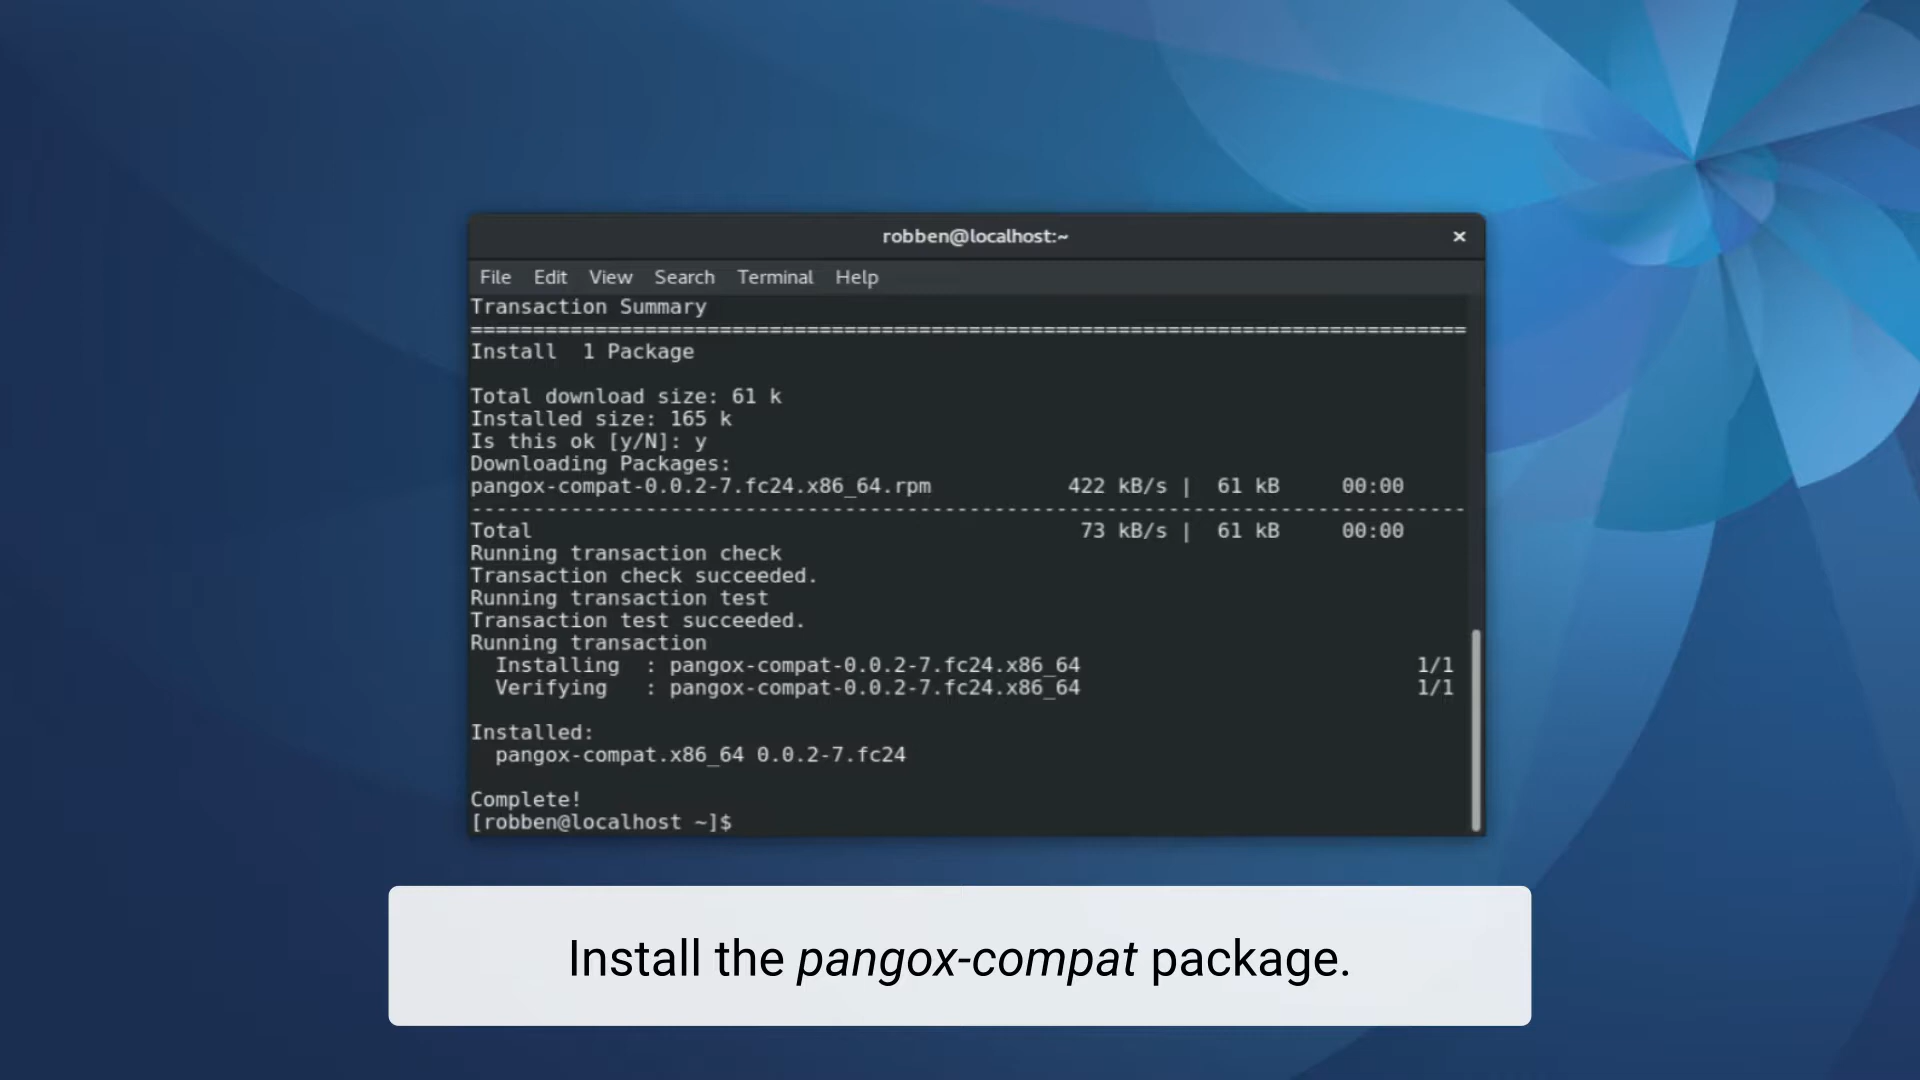 robben@localhost:~
File Edit View Search Terminal Help
Transaction Summary
================================================================================
Install  1 Package
Total download size: 61 k
Installed size: 165 k
Is this ok [y/N]: y
Downloading Packages:
pangox-compat-0.0.2-7.fc24.x86_64.rpm           422 kB/s |  61 kB     00:00
--------------------------------------------------------------------------------
Total                                            73 kB/s |  61 kB     00:00
Running transaction check
Transaction check succeeded.
Running transaction test
Transaction test succeeded.
Running transaction
  Installing  : pangox-compat-0.0.2-7.fc24.x86_64                           1/1
  Verifying   : pangox-compat-0.0.2-7.fc24.x86_64                           1/1
Installed:
  pangox-compat.x86_64 0.0.2-7.fc24
Complete!
[robben@localhost ~]$
Install the pangox-compat package.